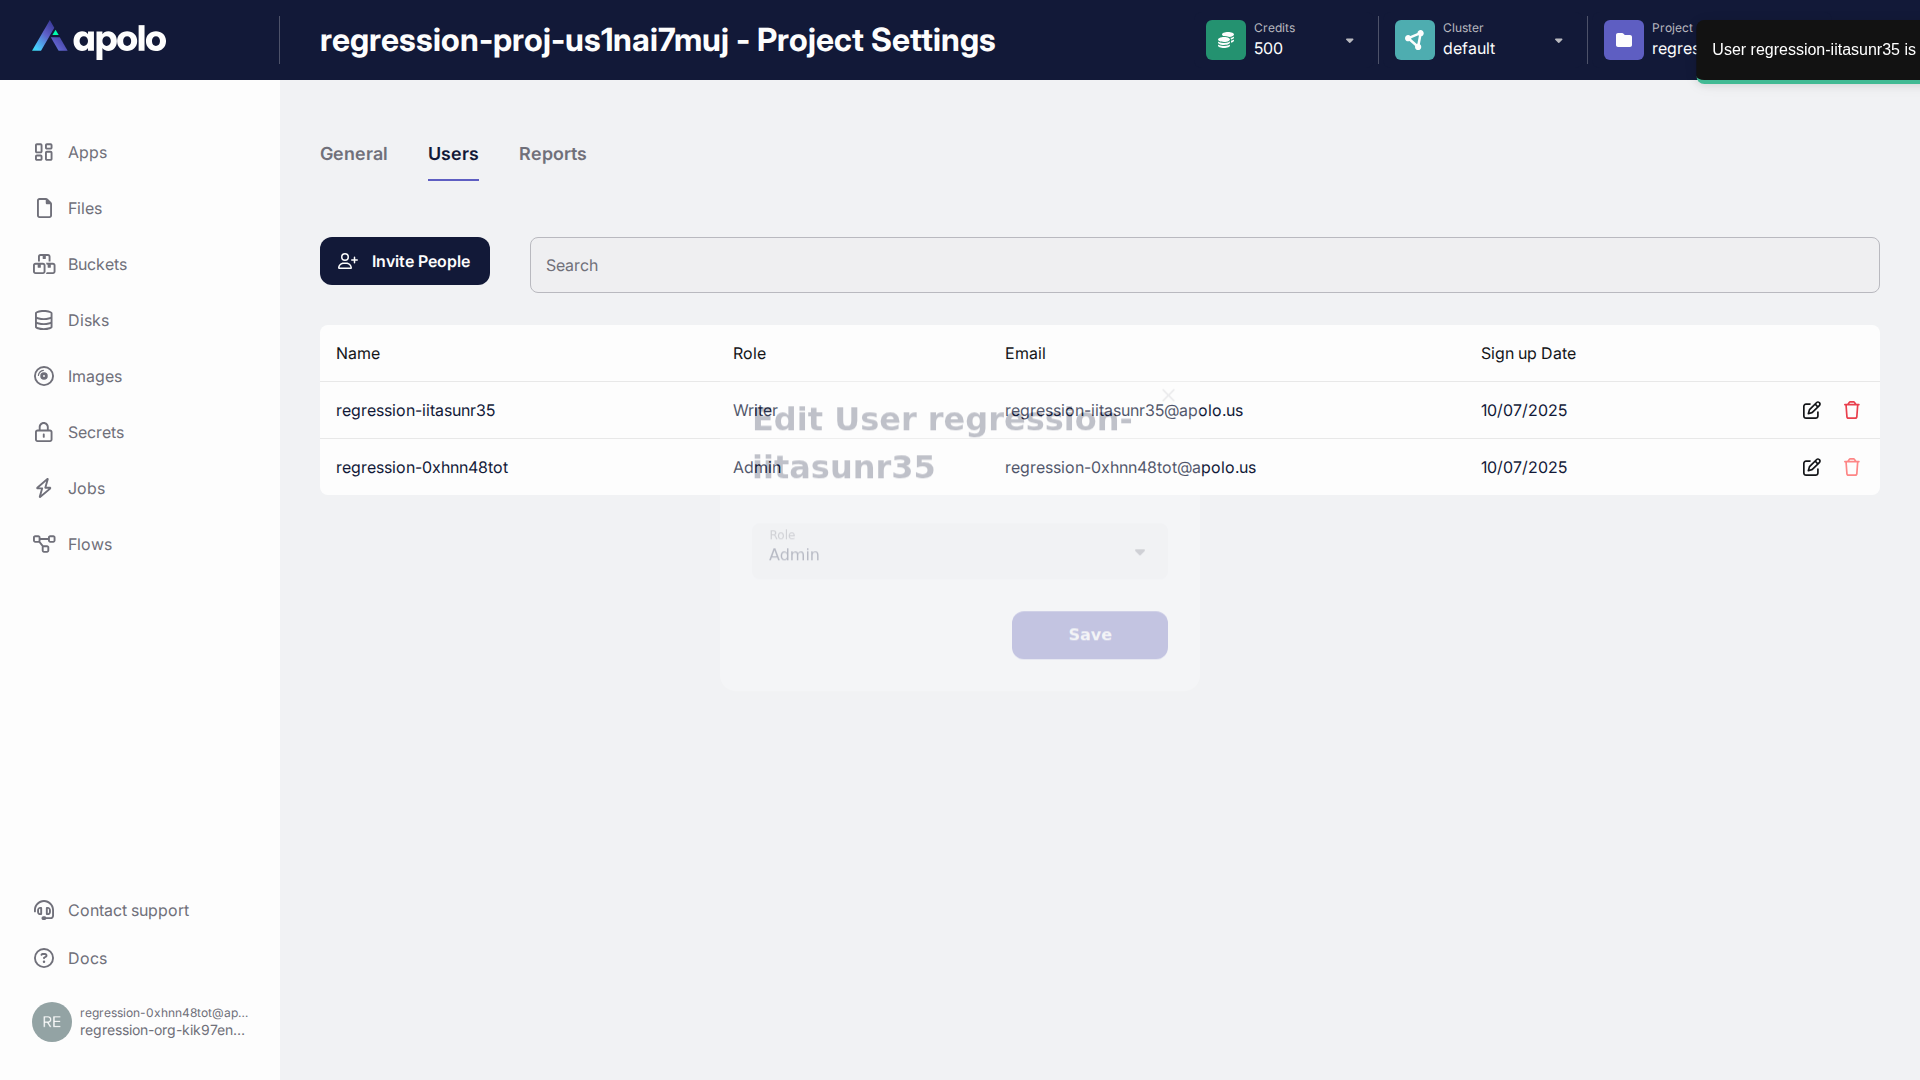 apolo
regression-proj-us1nai7muj - Project Settings
Credits
500
Cluster
default
Project
regres
User regression-iitasunr35 is
Apps
Files
Buckets
Disks
Images
Secrets
Jobs
Flows
General
Users
Reports
Invite People
Search
Name
Role
Email
Sign up Date
regression-iitasunr35
Writer
regression-iitasunr35@apolo.us
10/07/2025
regression-0xhnn48tot
Admin
regression-0xhnn48tot@apolo.us
10/07/2025
Edit User regression-
iitasunr35
Role
Admin
Save
Contact support
Docs
RE
regression-0xhnn48tot@ap...
regression-org-kik97en...